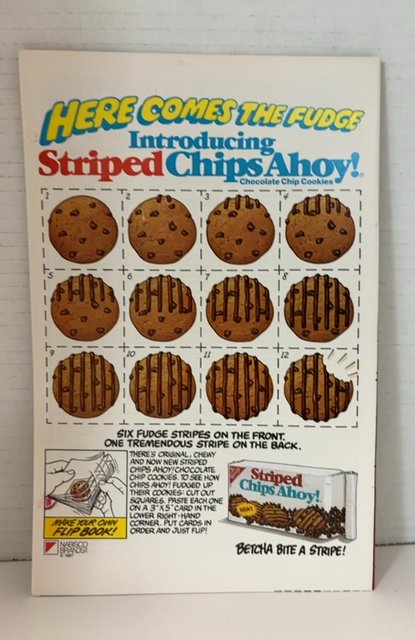 HERE COMES THE FUDGE
Introducing
Striped Chips Ahoy!®
Chocolate Chip Cookies
1
2
3
4
5
6
7
8
9
10
11
12
SIX FUDGE STRIPES ON THE FRONT,
ONE TREMENDOUS STRIPE ON THE BACK.
THERE'S ORIGINAL, CHEWY
AND NOW NEW STRIPED
CHIPS AHOY! CHOCOLATE
CHIP COOKIES. TO SEE HOW
CHIPS AHOY! FUDGED UP
THEIR COOKIES: CUT OUT
SQUARES. PASTE EACH ONE
ON A 3"X5" CARD IN THE
LOWER RIGHT-HAND
CORNER. PUT CARDS IN
ORDER AND JUST FLIP!
MAKE YOUR OWN
FLIP BOOK!
NABISCO
BRANDS
© 1987
Striped
Chips Ahoy!
NEW!
BETCHA BITE A STRIPE!